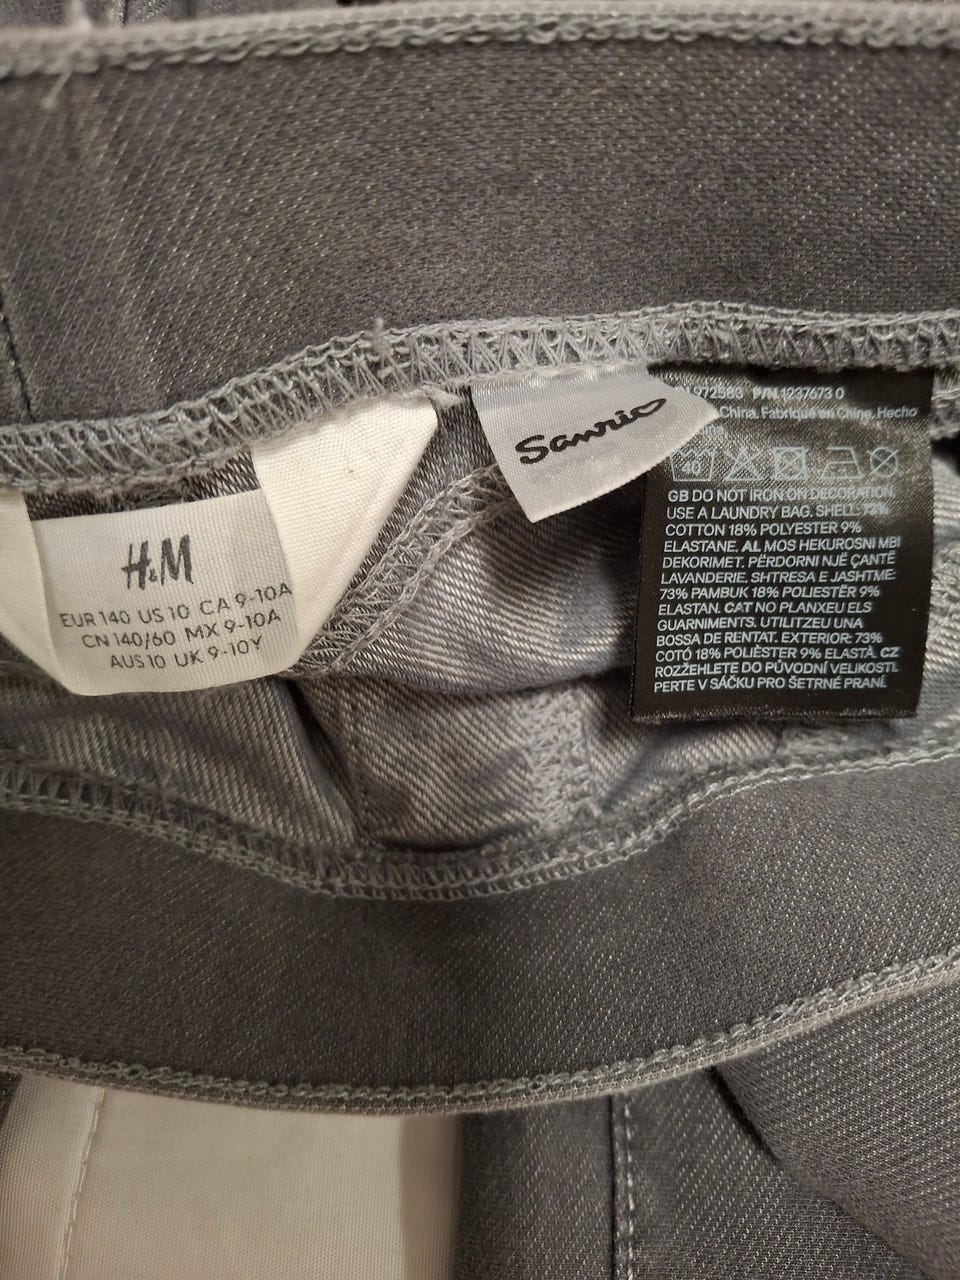 H&M
EUR 140 US 10 CA 9-10A
CN 140/60 MX 9-10A
AUS 10 UK 9-10Y
Sanrio
972583 P/N 1237673 0
China. Fabriqué en Chine, Hecho
40
GB DO NOT IRON ON DECORATION.
USE A LAUNDRY BAG. SHELL: 73%
COTTON 18% POLYESTER 9%
ELASTANE. AL MOS HEKUROSNI MBI
DEKORIMET. PËRDORNI NJË ÇANTË
LAVANDERIE. SHTRESA E JASHTME:
73% PAMBUK 18% POLIESTËR 9%
ELASTAN. CAT NO PLANXEU ELS
GUARNIMENTS. UTILITZEU UNA
BOSSA DE RENTAT. EXTERIOR: 73%
COTÓ 18% POLIÈSTER 9% ELASTÀ. CZ
ROZŽEHLETE DO PŮVODNÍ VELIKOSTI.
PERTE V SÁČKU PRO ŠETRNÉ PRANÍ.